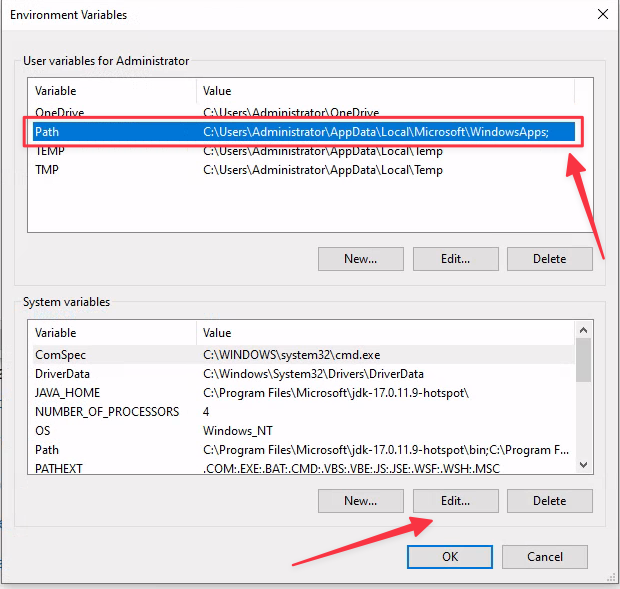 Environment Variables
User variables for Administrator
Variable Value
OneDrive C:\Users\Administrator\OneDrive
Path C:\Users\Administrator\AppData\Local\Microsoft\WindowsApps;
TEMP C:\Users\Administrator\AppData\Local\Temp
TMP C:\Users\Administrator\AppData\Local\Temp
New... Edit... Delete
System variables
Variable Value
ComSpec C:\WINDOWS\system32\cmd.exe
DriverData C:\Windows\System32\Drivers\DriverData
JAVA_HOME C:\Program Files\Microsoft\jdk-17.0.11.9-hotspot\
NUMBER_OF_PROCESSORS 4
OS Windows_NT
Path C:\Program Files\Microsoft\jdk-17.0.11.9-hotspot\bin;C:\Program F...
PATHEXT .COM;.EXE;.BAT;.CMD;.VBS;.VBE;.JS;.JSE;.WSF;.WSH;.MSC
New... Edit... Delete
OK Cancel